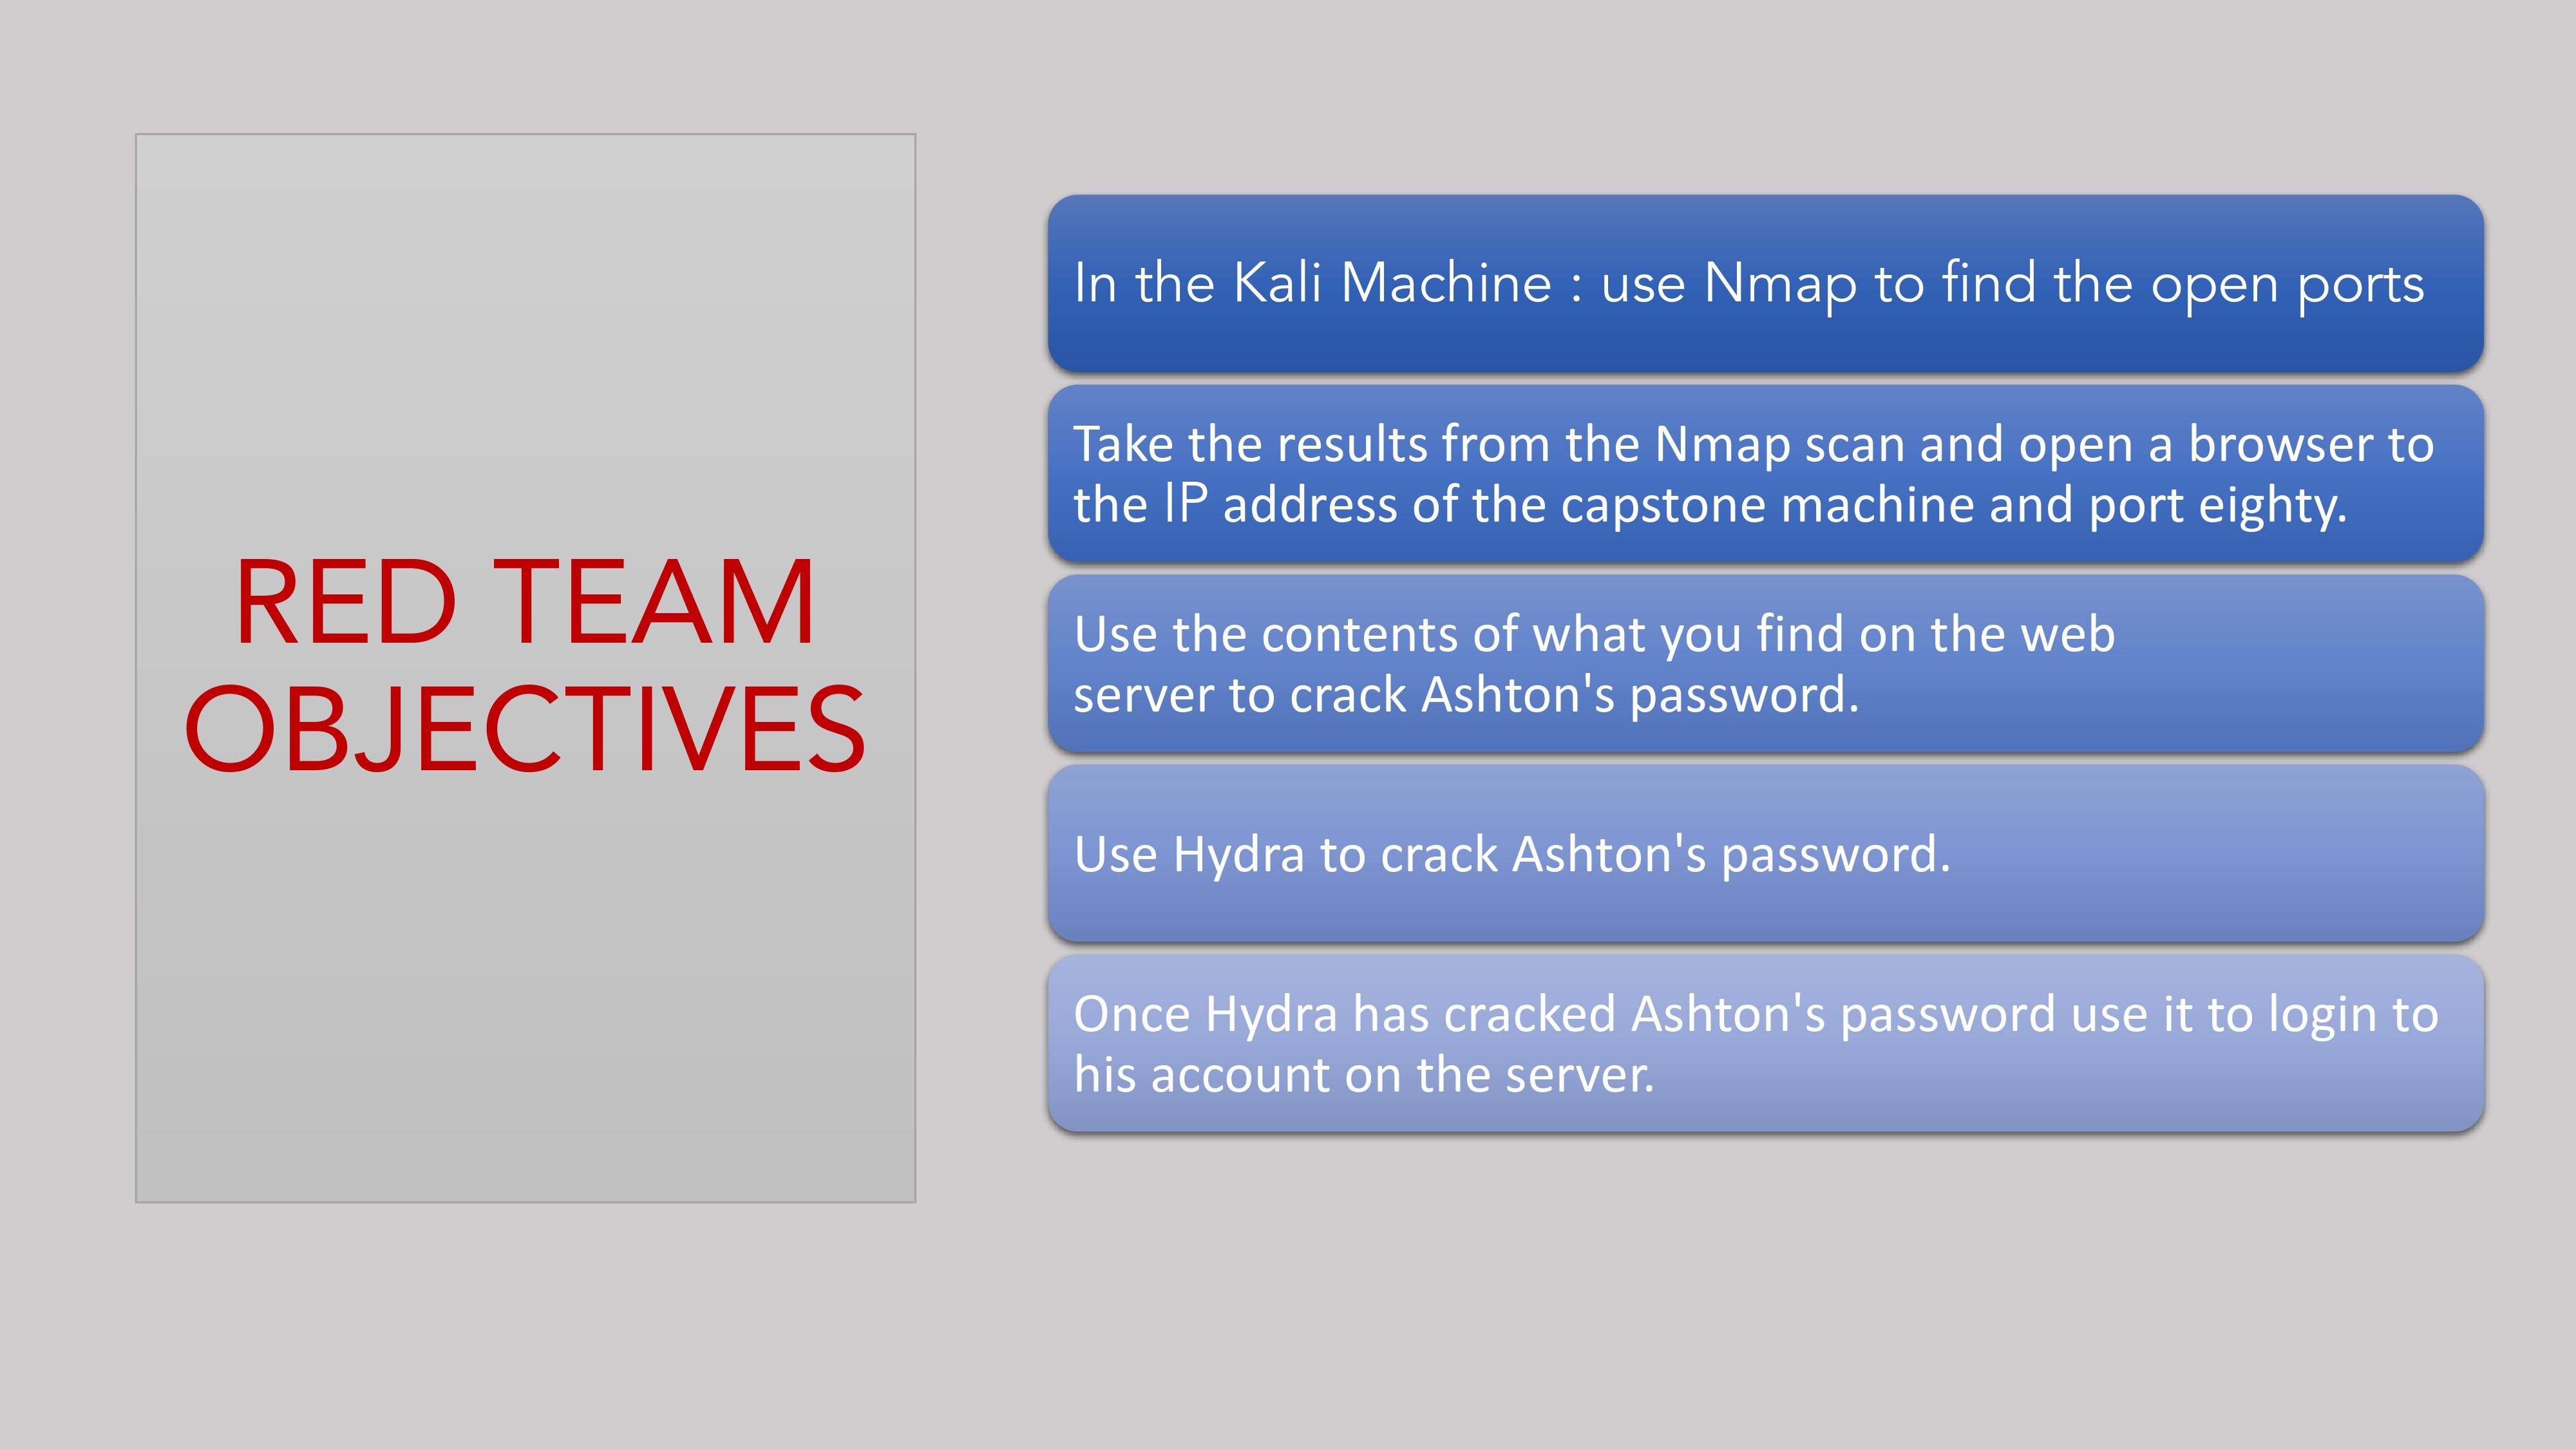 RED TEAM
OBJECTIVES
In the Kali Machine : use Nmap to find the open ports
Take the results from the Nmap scan and open a browser to
the IP address of the capstone machine and port eighty.
Use the contents of what you find on the web
server to crack Ashton's password.
Use Hydra to crack Ashton's password.
Once Hydra has cracked Ashton's password use it to login to
his account on the server.